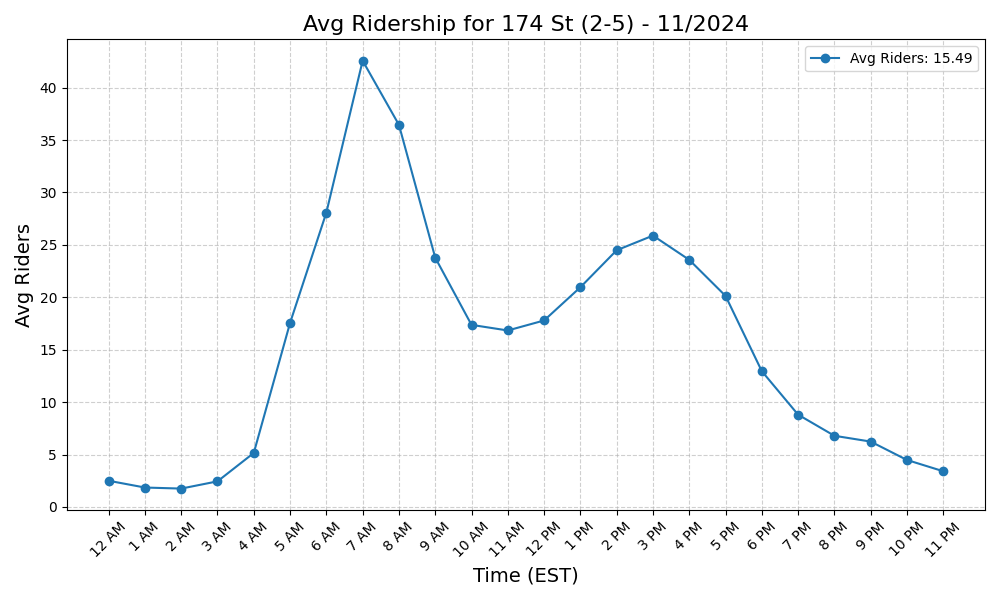 Avg Ridership for 174 St (2-5) - 11/2024
Avg Riders: 15.49
Avg Riders
40
35
30
25
20
15
10
5
0
12 AM
1 AM
2 AM
3 AM
4 AM
5 AM
6 AM
7 AM
8 AM
9 AM
10 AM
11 AM
12 PM
1 PM
2 PM
3 PM
4 PM
5 PM
6 PM
7 PM
8 PM
9 PM
10 PM
11 PM
Time (EST)